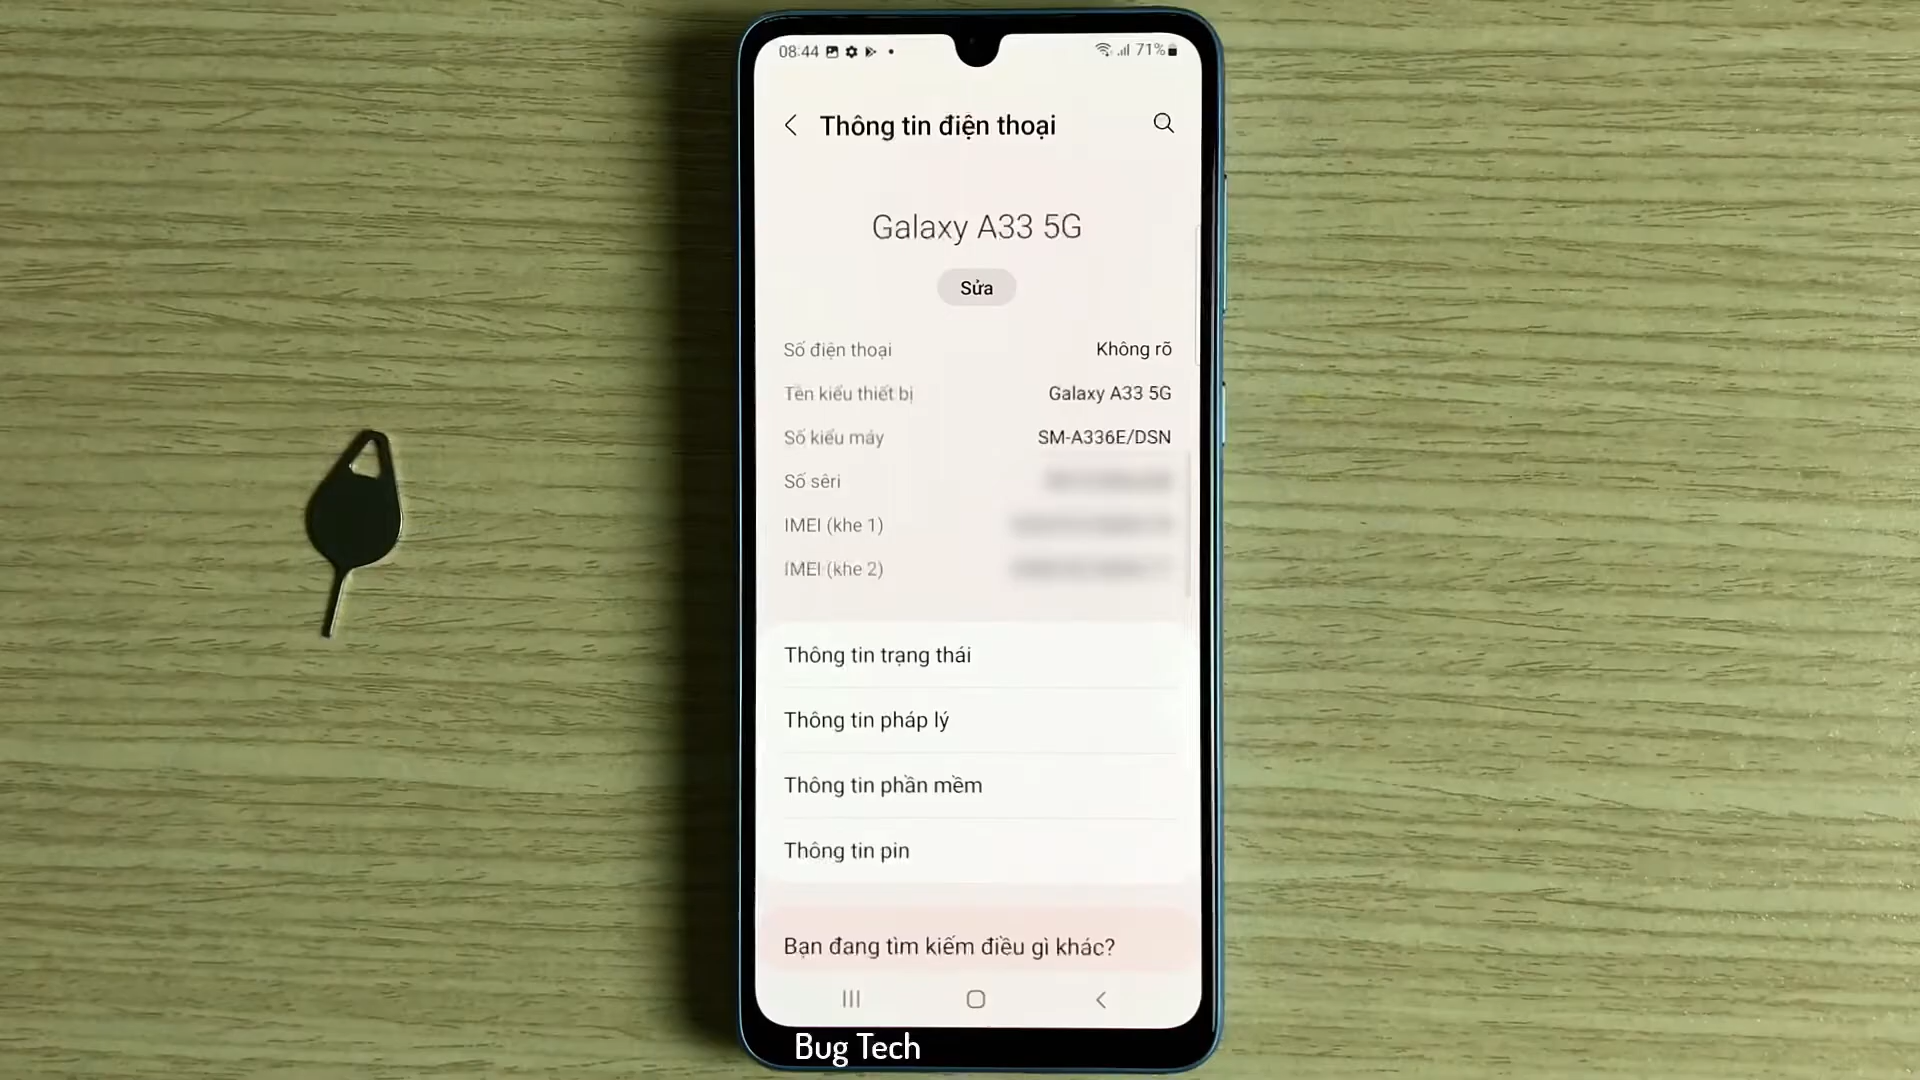 08:44
71%
Thông tin điện thoại
Galaxy A33 5G
Sửa
Số điện thoại Không rõ
Tên kiểu thiết bị Galaxy A33 5G
Số kiểu máy SM-A336E/DSN
Số sêri
IMEI (khe 1)
IMEI (khe 2)
Thông tin trạng thái
Thông tin pháp lý
Thông tin phần mềm
Thông tin pin
Bạn đang tìm kiếm điều gì khác?
Bug Tech